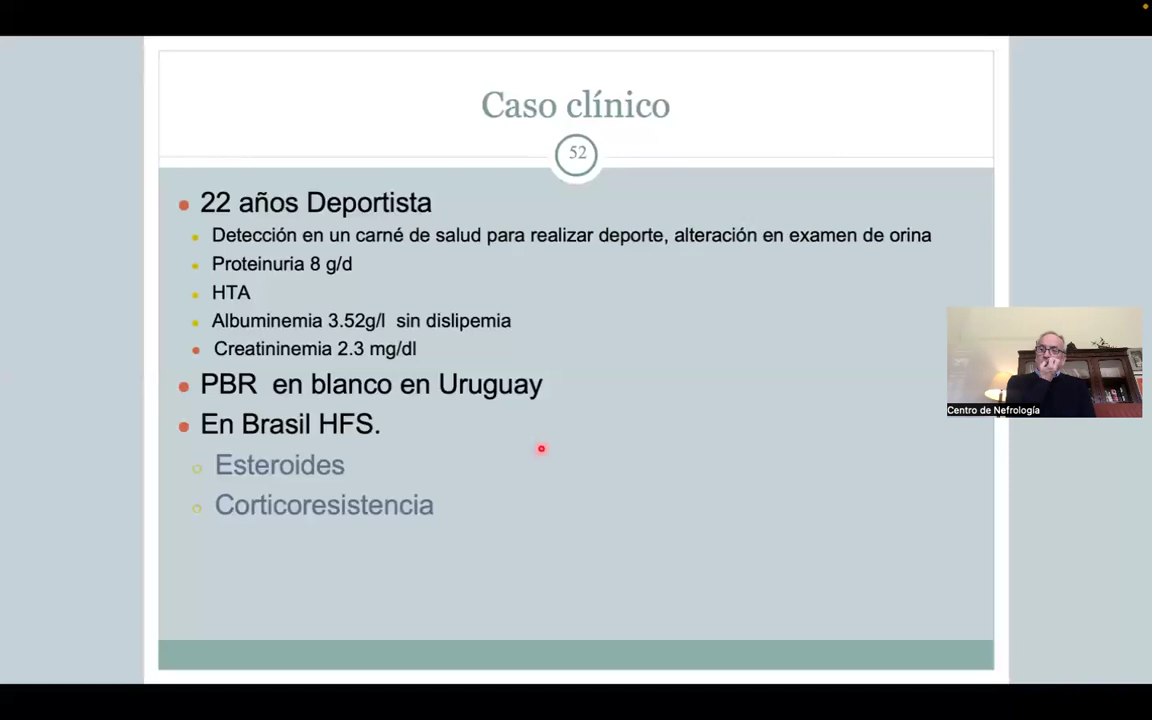 Caso clínico
52
22 años Deportista
Detección en un carné de salud para realizar deporte, alteración en examen de orina
Proteinuria 8 g/d
HTA
Albuminemia 3.52g/l sin dislipemia
Creatininemia 2.3 mg/dl
PBR en blanco en Uruguay
En Brasil HFS.
Esteroides
Corticoresistencia
Centro de Nefrología